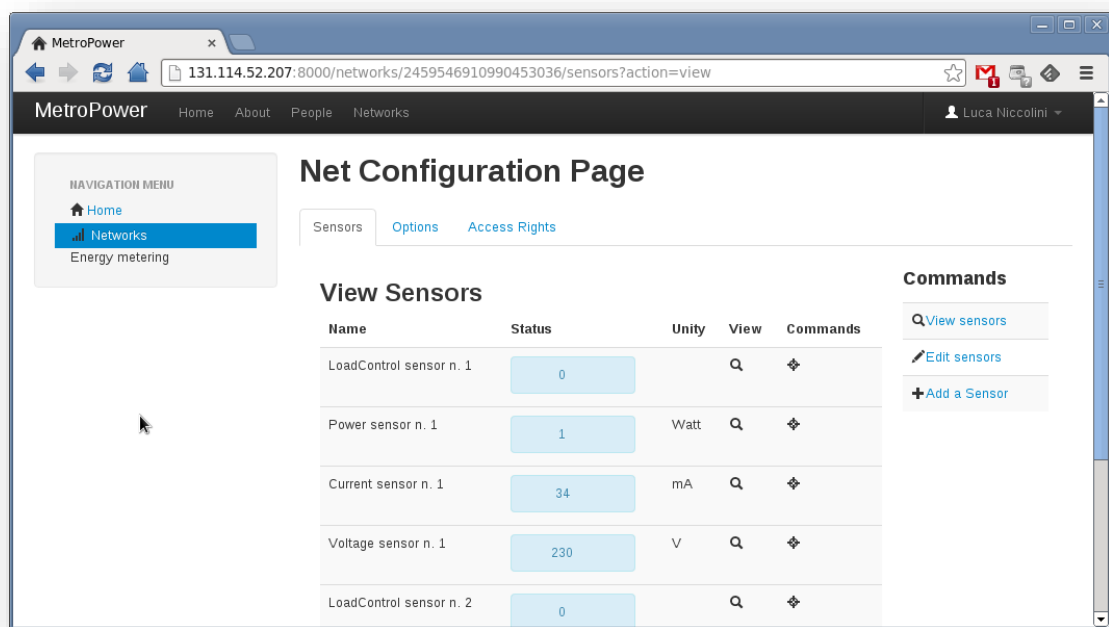 MetroPower ×
131.114.52.207:8000/networks/2459546910990453036/sensors?action=view
1
MetroPower Home About People Networks Luca Niccolini
NAVIGATION MENU
Home
Networks
Energy metering
Net Configuration Page
Sensors Options Access Rights
View Sensors
Name Status Unity View Commands
LoadControl sensor n. 1 0
Power sensor n. 1 1 Watt
Current sensor n. 1 34 mA
Voltage sensor n. 1 230 V
LoadControl sensor n. 2 0
Commands
View sensors
Edit sensors
Add a Sensor